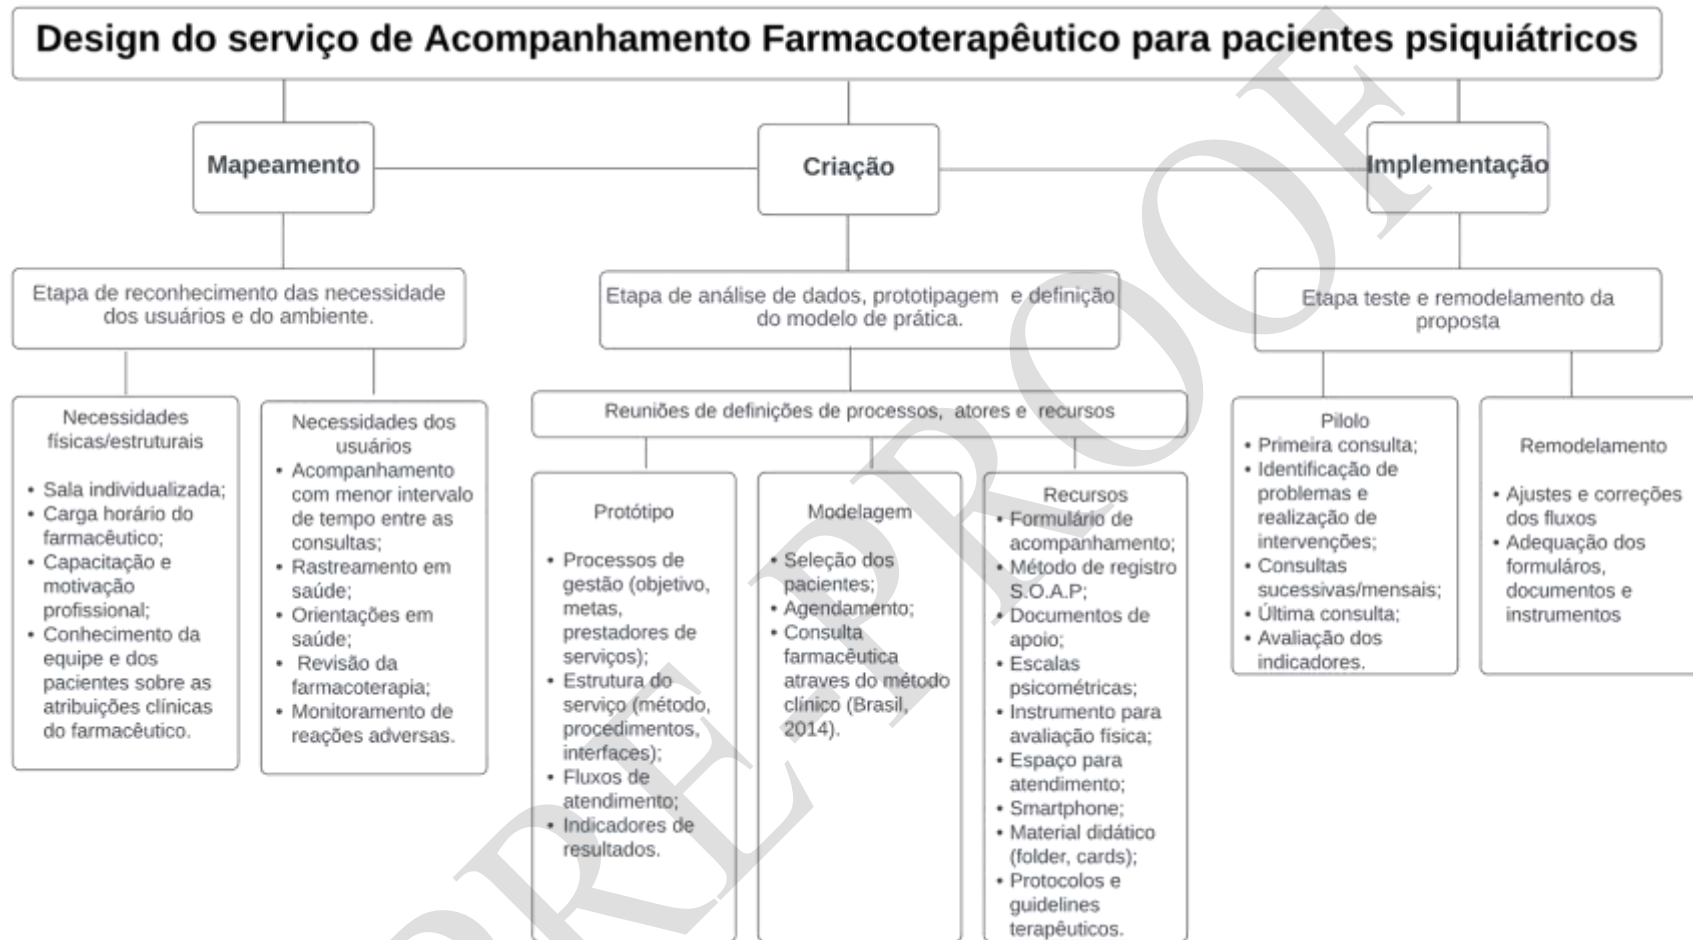 Design do serviço de Acompanhamento Farmacoterapêutico para pacientes psiquiátricos
Mapeamento
Criação
Implementação
Etapa de reconhecimento das necessidade
dos usuários e do ambiente.
Etapa de análise de dados, prototipagem e definição
do modelo de prática.
Etapa teste e remodelamento da
proposta
Necessidades
físicas/estruturais
• Sala individualizada;
• Carga horário do
farmacêutico;
• Capacitação e
motivação
profissional;
• Conhecimento da
equipe e dos
pacientes sobre as
atribuições clínicas
do farmacêutico.
Necessidades dos
usuários
• Acompanhamento
com menor intervalo
de tempo entre as
consultas;
• Rastreamento em
saúde;
• Orientações em
saúde;
• Revisão da
farmacoterapia;
• Monitoramento de
reações adversas.
Reuniões de definições de processos, atores e recursos
Protótipo
• Processos de
gestão (objetivo,
metas,
prestadores de
serviços);
• Estrutura do
serviço (método,
procedimentos,
interfaces);
• Fluxos de
atendimento;
• Indicadores de
resultados.
Modelagem
• Seleção dos
pacientes;
• Agendamento;
• Consulta
farmacêutica
atraves do método
clínico (Brasil,
2014).
Recursos
• Formulário de
acompanhamento;
• Método de registro
S.O.A.P;
• Documentos de
apoio;
• Escalas
psicométricas;
• Instrumento para
avaliação física;
• Espaço para
atendimento;
• Smartphone;
• Material didático
(folder, cards);
• Protocolos e
guidelines
terapêuticos.
Pilolo
• Primeira consulta;
• Identificação de
problemas e
realização de
intervenções;
• Consultas
sucessivas/mensais;
• Última consulta;
• Avaliação dos
indicadores.
Remodelamento
• Ajustes e correções
dos fluxos
• Adequação dos
formuláros,
documentos e
instrumentos
PRE-PROOF